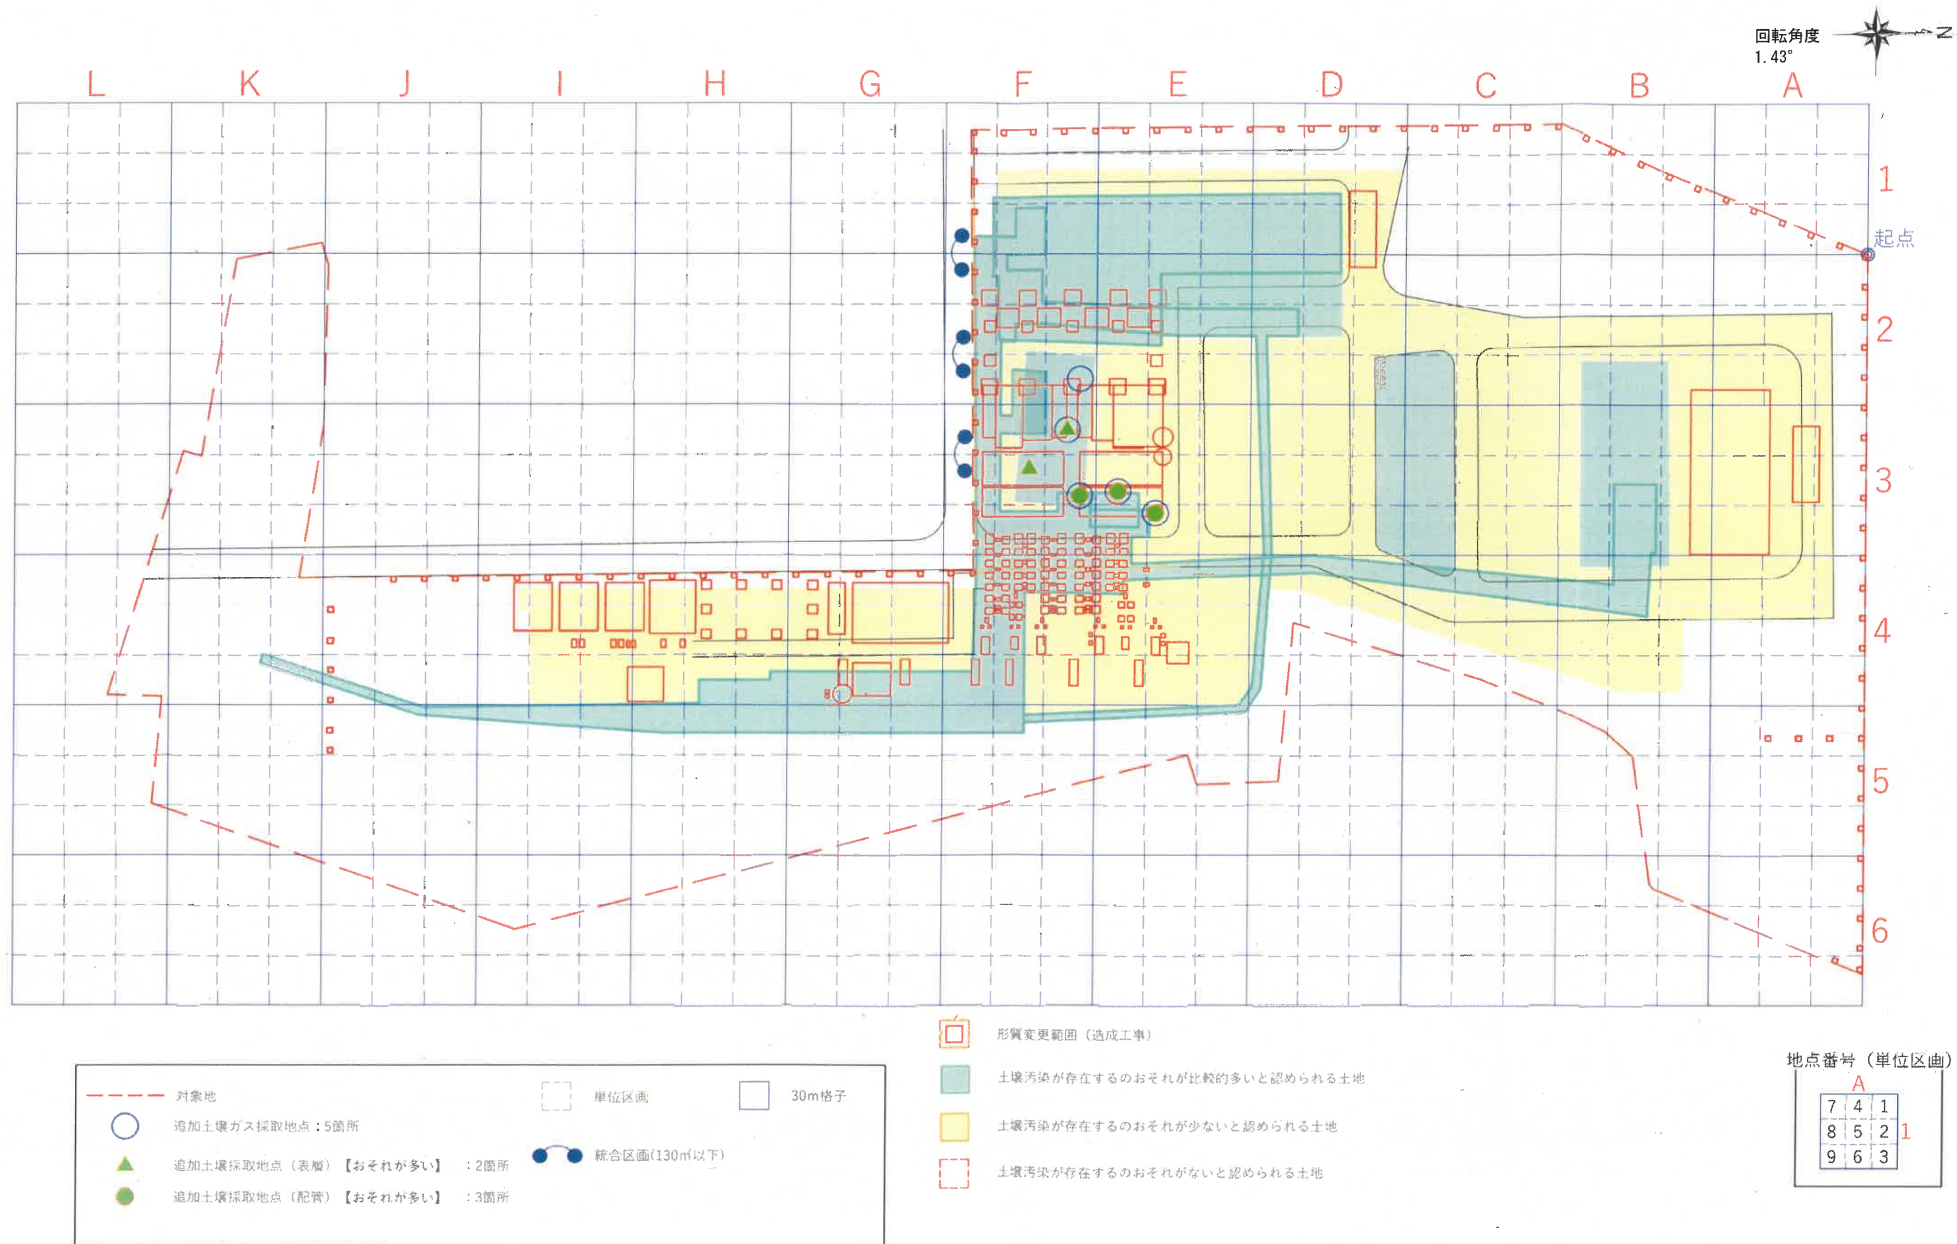 回転角度
1.43°
N
L K J I H G F E D C B A
1
起点
2
3
4
5
6
対象地
単位区画
30m格子
追加土壌ガス採取地点：5箇所
追加土壌採取地点（表層）【おそれが多い】 ：2箇所
統合区画(130㎡以下)
追加土壌採取地点（配管）【おそれが多い】 ：3箇所
形質変更範囲（造成工事）
土壌汚染が存在するのおそれが比較的多いと認められる土地
土壌汚染が存在するのおそれが少ないと認められる土地
土壌汚染が存在するのおそれがないと認められる土地
地点番号（単位区画）
A
7 4 1
8 5 2 1
9 6 3